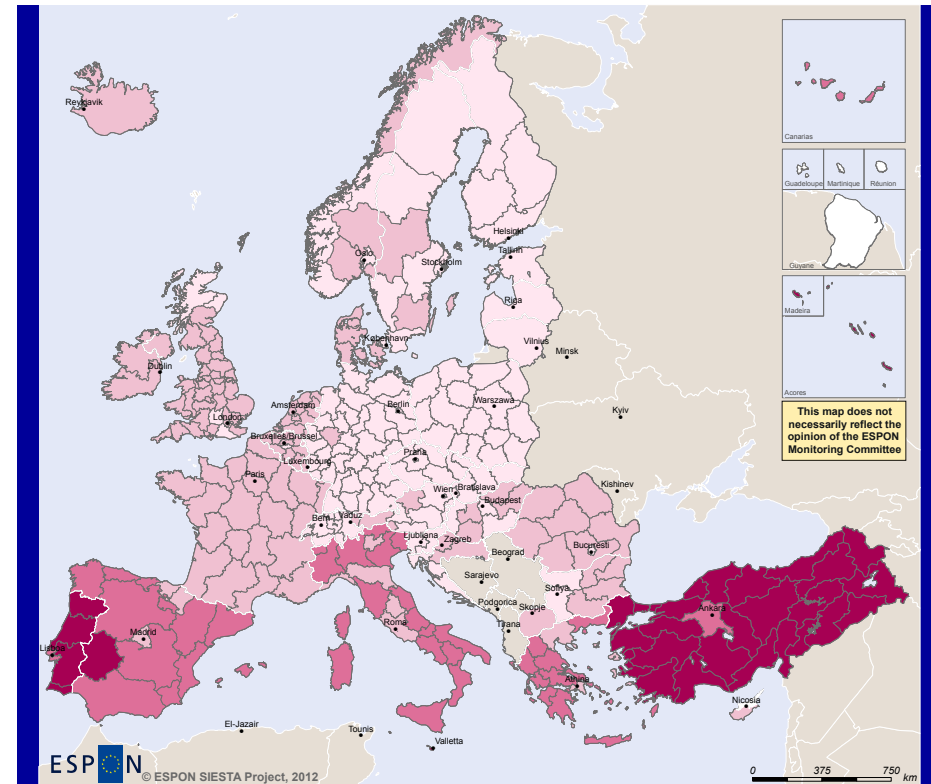 Reykjavik
Canarias
Guadeloupe
Martinique
Réunion
Guyane
Madeira
Acores
This map does not
necessarily reflect the
opinion of the ESPON
Monitoring Committee
Helsinki
Tallinn
Oslo
Stockholm
Riga
København
Vilnius
Minsk
Dublin
Amsterdam
Berlin
Warszawa
London
Kyiv
Bruxelles/Brussel
Praha
Luxembourg
Paris
Kishinev
Wien
Bratislava
Budapest
Bern
Vaduz
Ljubljana
Zagreb
Bucuresti
Beograd
Sarajevo
Sofiya
Podgorica
Skopje
Ankara
Roma
Tirana
Madrid
Lisboa
Athina
Nicosia
El-Jazair
Tounis
Valletta
ESPON
© ESPON SIESTA Project, 2012
0 375 750
km